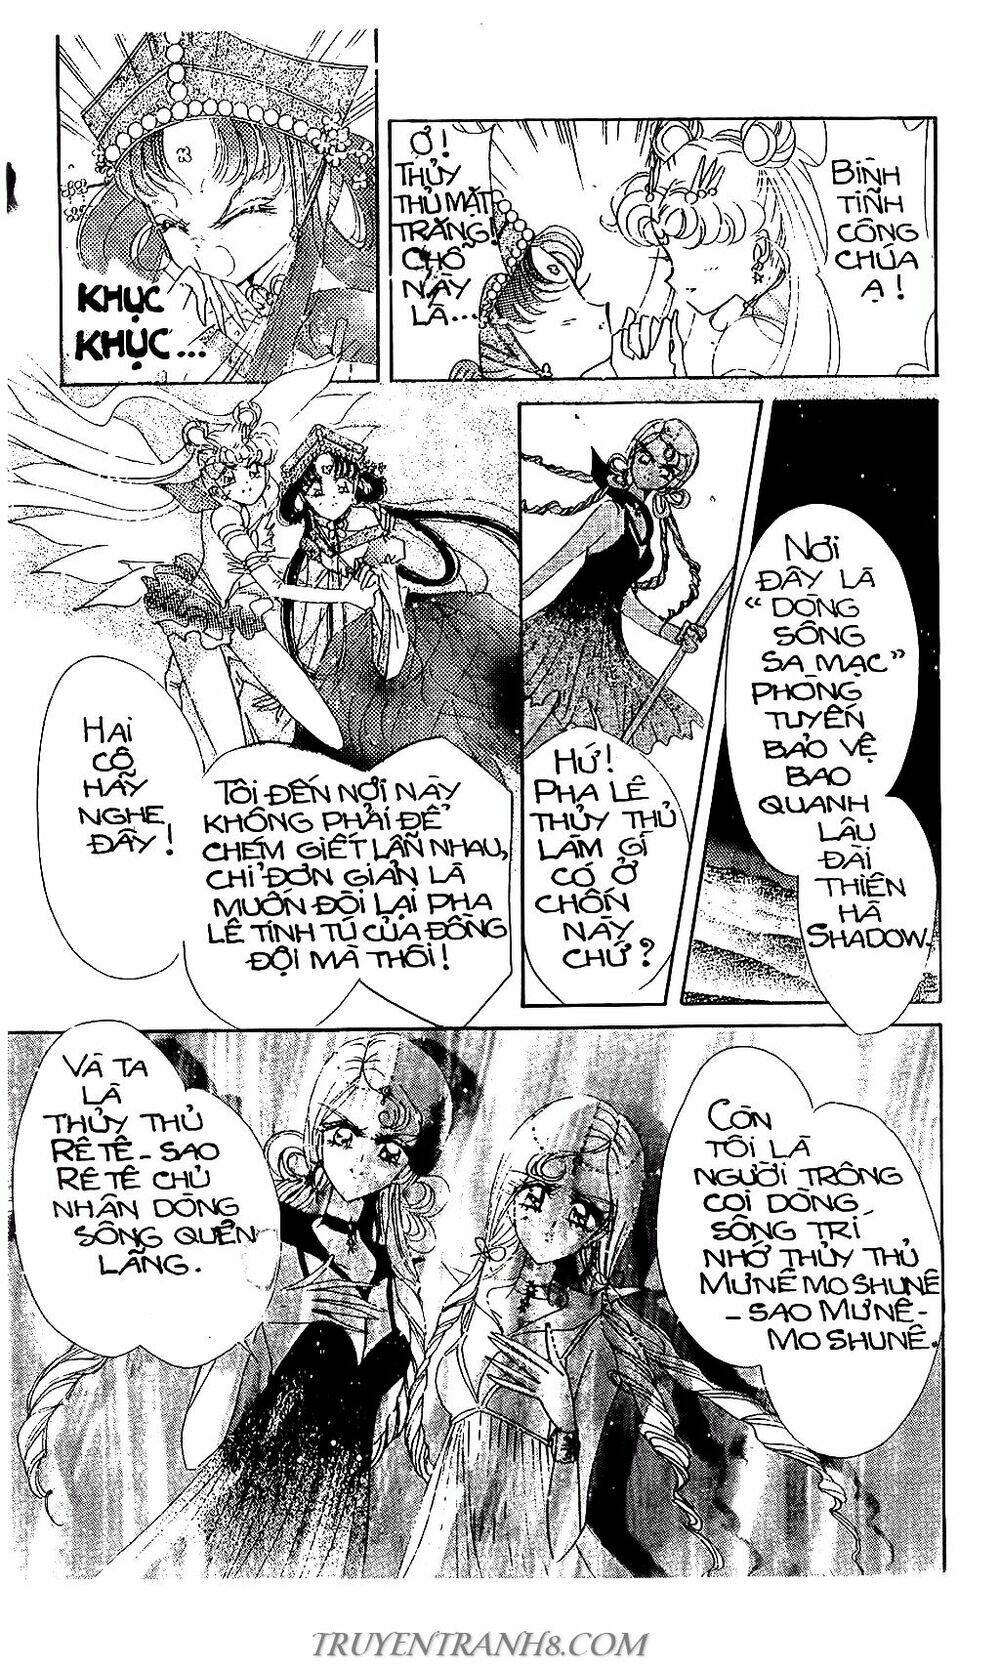 KHỤC
KHỤC...
Ơ!
THỦY
THỦ MẶT
TRĂNG!
CHỖ
NÀY
LÀ...
BÌNH
TĨNH
CÔNG
CHÚA
Ạ!
HAI
CÔ
HÃY
NGHE
ĐÂY!
TÔI ĐẾN NƠI NÀY
KHÔNG PHẢI ĐỂ
CHÉM GIẾT LẪN NHAU,
CHỈ ĐƠN GIẢN LÀ
MUỐN ĐÒI LẠI PHA
LÊ TINH TÚ CỦA ĐỒNG
ĐỘI MÀ THÔI!
HỨ!
PHA LÊ
THỦY THỦ
LÀM GÌ
CÓ Ở
CHỐN
NÀY
CHỨ?
NƠI
ĐÂY LÀ
"DÒNG
SÔNG
SA MẠC"
PHÒNG
TUYẾN
BẢO VỆ
BAO
QUANH
LÂU
ĐÀI
THIÊN
HÀ
SHADOW.
VÀ TA
LÀ
THỦY THỦ
RÊ TÊ - SAO
RÊ TÊ CHỦ
NHÂN DÒNG
SÔNG QUÊN
LÃNG.
CÒN
TÔI LÀ
NGƯỜI TRÔNG
COI DÒNG
SÔNG TRÍ
NHỚ THỦY THỦ
MƯNÊ MO SHUNÊ
- SAO MƯNÊ -
MO SHUNÊ.
TRUYENTRANH8.COM